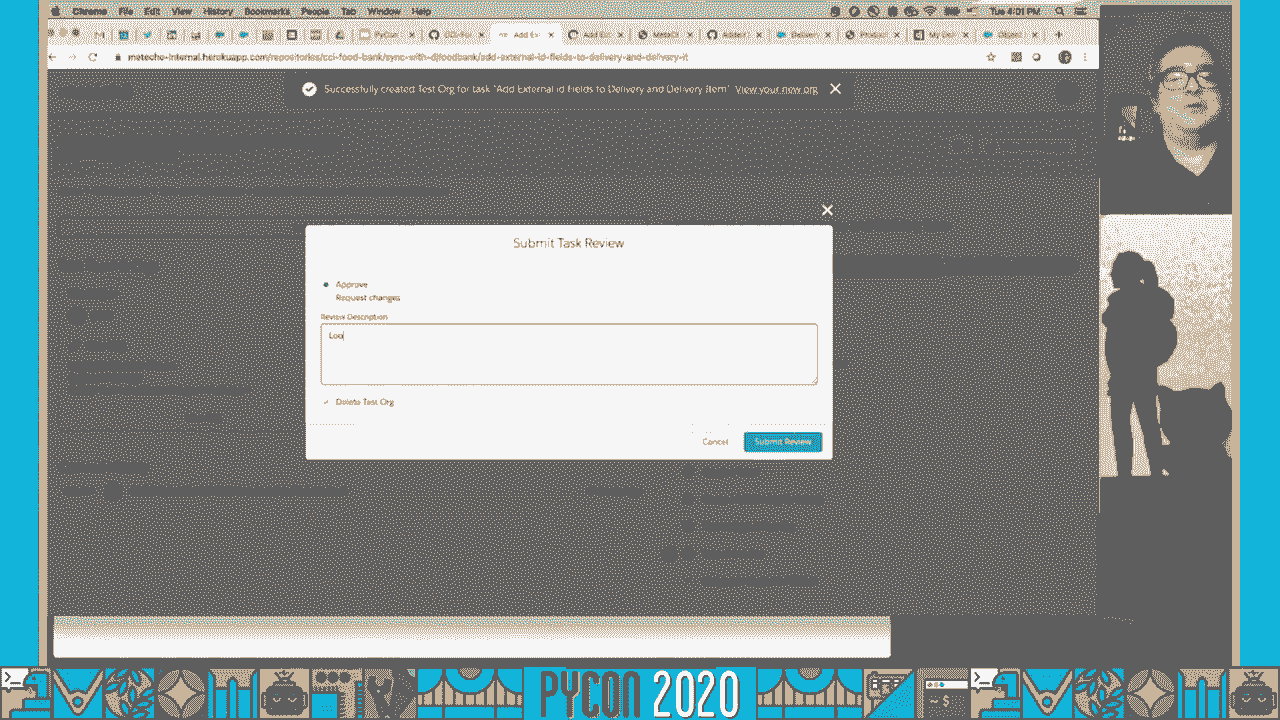 Chrome File Edit View History Bookmarks People Tab Window Help Tue 4:01 PM
metecho-internal.herokuapp.com/repositories/cci-food-bank/sync-with-djfoodbank/add-external-id-fields-to-delivery-and-delivery-it
Successfully created Test Org for task "Add External id Fields to Delivery and Delivery Item" View your new org
Submit Task Review
Approve
Request changes
Review Description
Loo
Delete Test Org
Cancel Submit Review
PYCON 2020